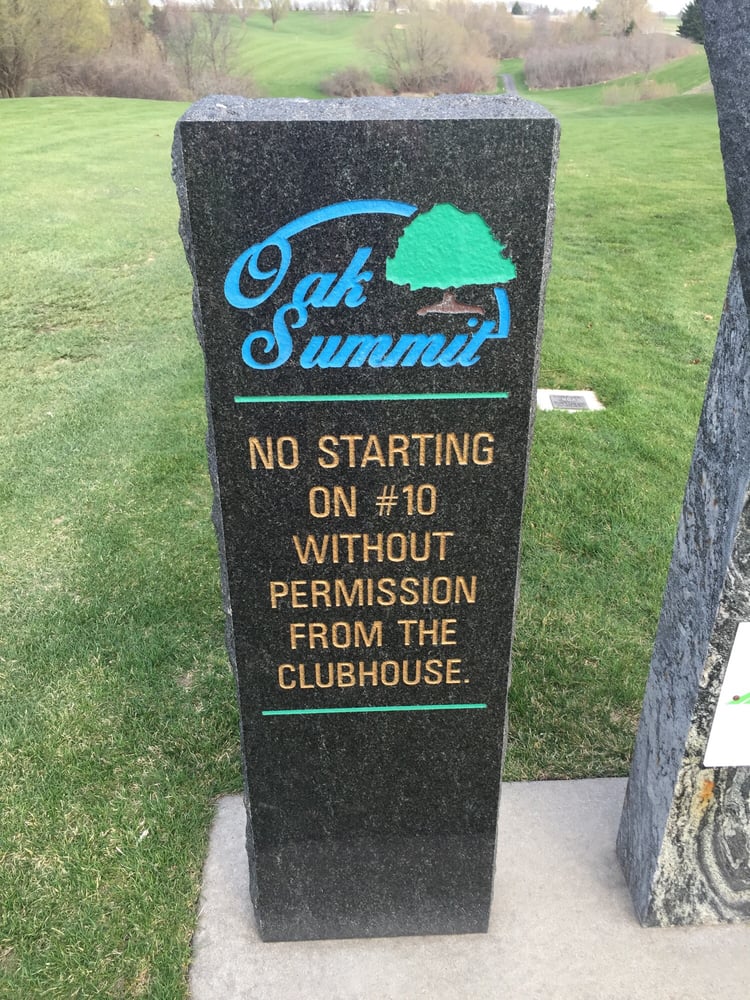 Oak
Summit
NO STARTING
ON #10
WITHOUT
PERMISSION
FROM THE
CLUBHOUSE.